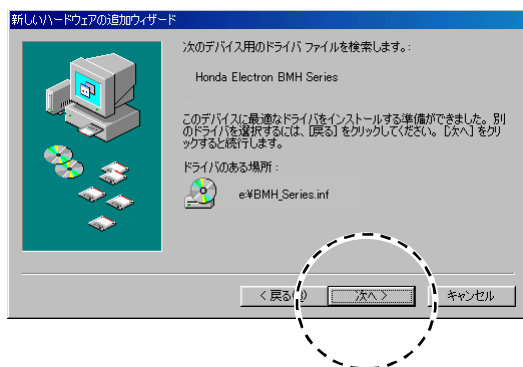 新しいハードウェアの追加ウィザード
次のデバイス用のドライバ ファイルを検索します。:
Honda Electron BMH Series
このデバイスに最適なドライバをインストールする準備ができました。別
のドライバを選択するには、[戻る] をクリックしてください。[次へ] をクリ
ックすると続行します。
ドライバのある場所 :
e:¥BMH_Series.inf
< 戻る
次へ >
キャンセル